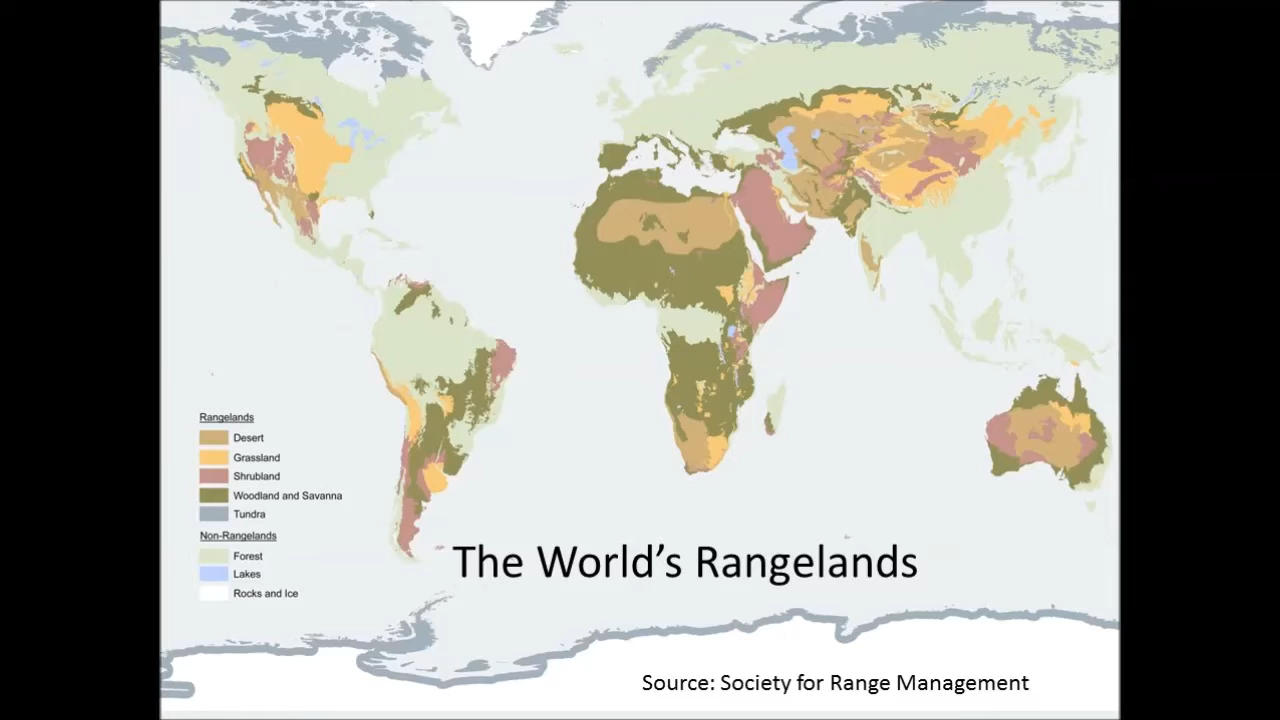 Rangelands
Desert
Grassland
Shrubland
Woodland and Savanna
Tundra
Non-Rangelands
Forest
Lakes
Rocks and Ice
The World’s Rangelands
Source: Society for Range Management